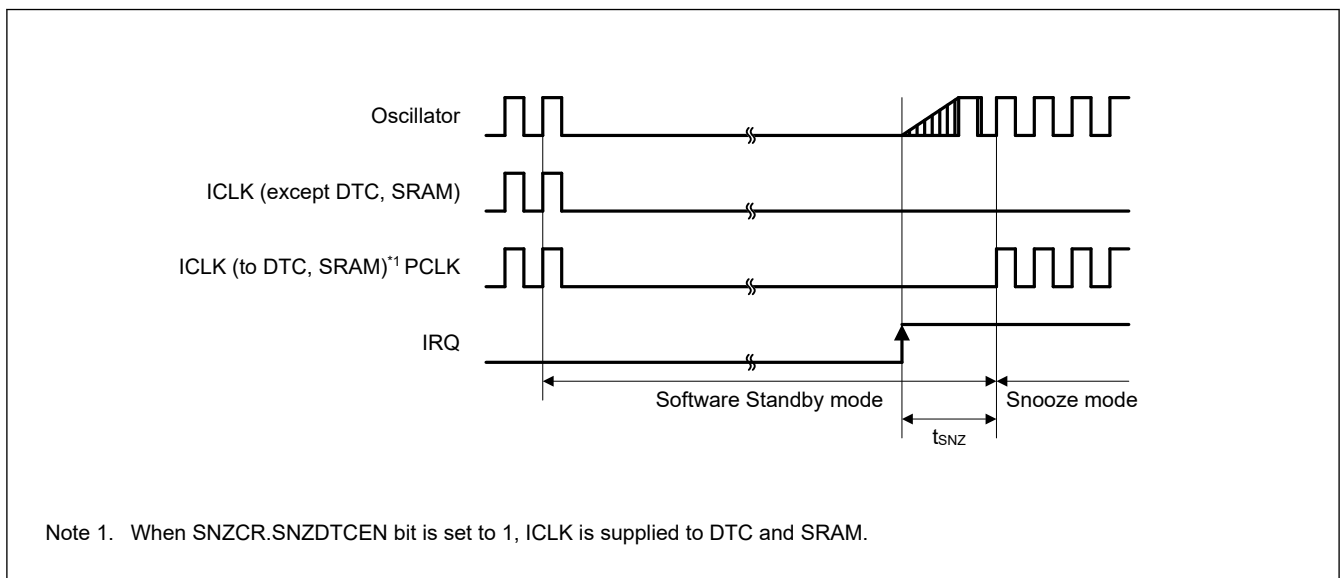 Oscillator
ICLK (except DTC, SRAM)
ICLK (to DTC, SRAM)*1 PCLK
IRQ
Software Standby mode
Snooze mode
tSNZ
Note 1. When SNZCR.SNZDTCEN bit is set to 1, ICLK is supplied to DTC and SRAM.